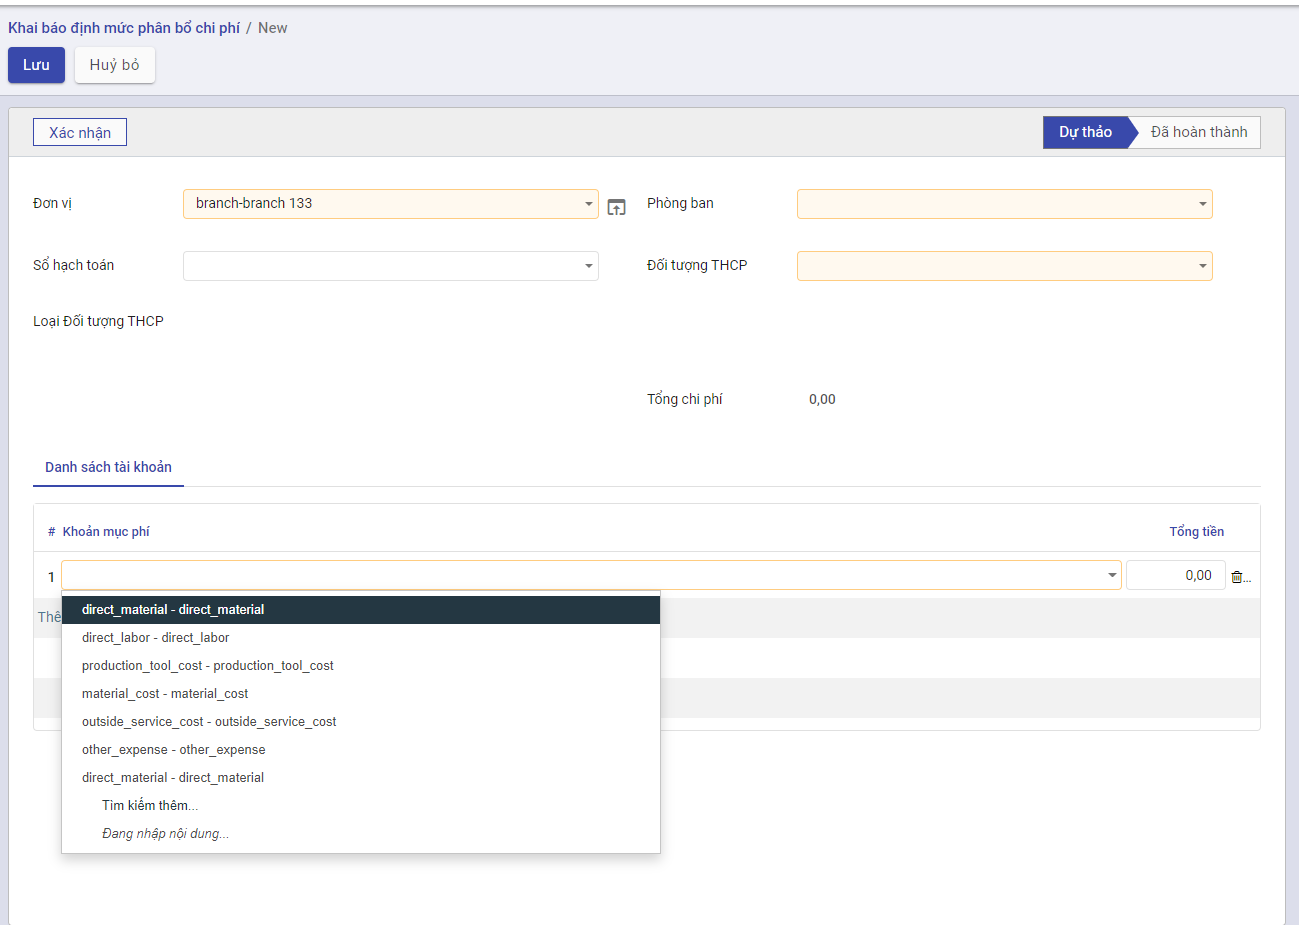 Khai báo định mức phân bổ chi phí / New
Lưu Huỷ bỏ
Xác nhận Dự thảo Đã hoàn thành
Đơn vị branch-branch 133 Phòng ban
Sổ hạch toán Đối tượng THCP
Loại Đối tượng THCP
Tổng chi phí 0,00
Danh sách tài khoản
# Khoản mục phí Tổng tiền
1 0,00 ...
Thê
direct_material - direct_material
direct_labor - direct_labor
production_tool_cost - production_tool_cost
material_cost - material_cost
outside_service_cost - outside_service_cost
other_expense - other_expense
direct_material - direct_material
Tìm kiếm thêm...
Đang nhập nội dung...